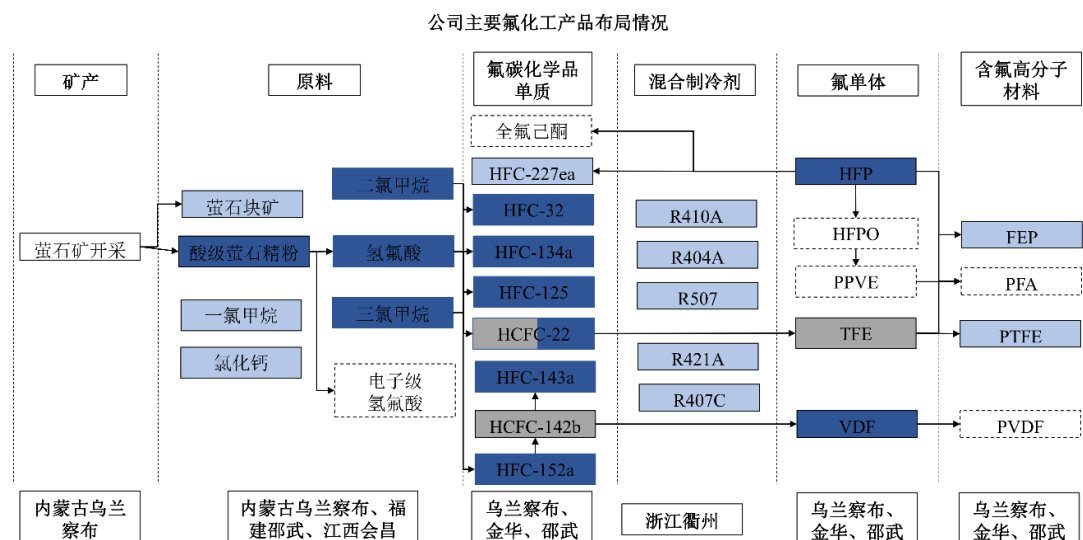 公司主要氟化工产品布局情况
矿产
原料
氟碳化学品
单质
混合制冷剂
氟单体
含氟高分子
材料
全氟己酮
二氯甲烷
HFC-227ea
HFP
萤石块矿
HFC-32
R410A
HFPO
FEP
萤石矿开采
酸级萤石精粉
氢氟酸
HFC-134a
R404A
PPVE
PFA
HFC-125
R507
一氯甲烷
三氯甲烷
HCFC-22
TFE
PTFE
氯化钙
R421A
电子级
氢氟酸
HFC-143a
R407C
HCFC-142b
VDF
PVDF
HFC-152a
内蒙古乌兰
察布
内蒙古乌兰察布、福
建邵武、江西会昌
乌兰察布、
金华、邵武
浙江衢州
乌兰察布、
金华、邵武
乌兰察布、
金华、邵武